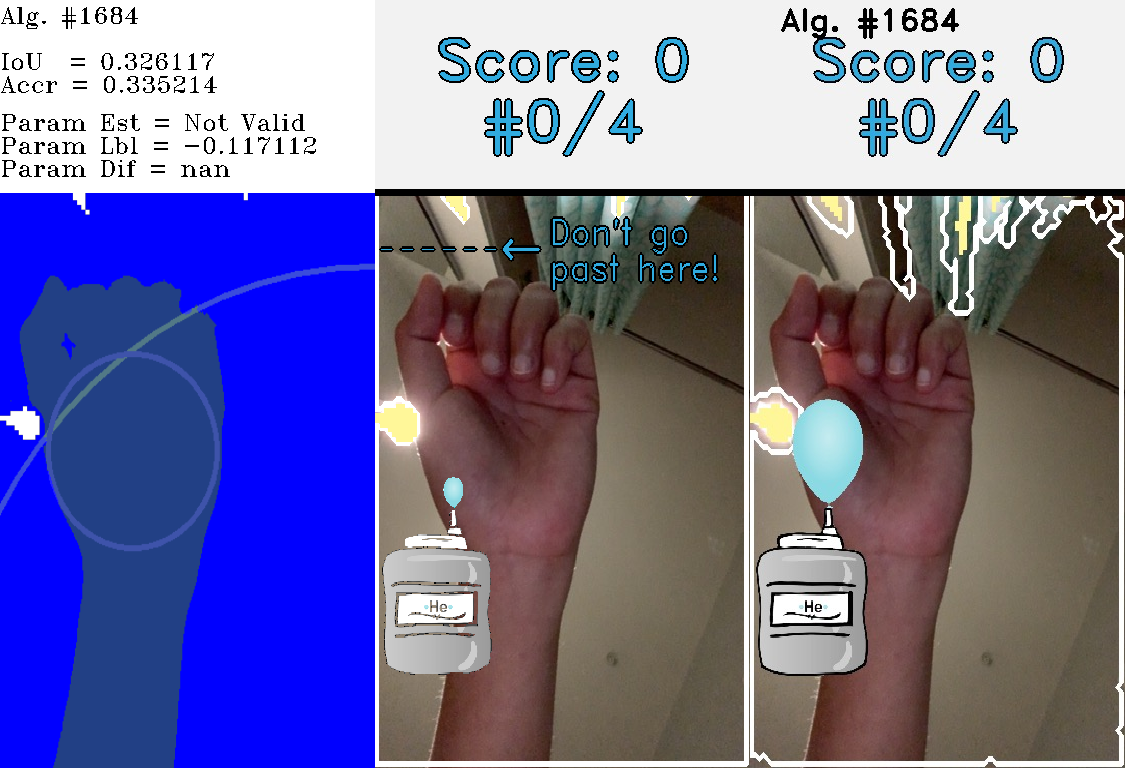 Alg. #1684
IoU = 0.326117
Accr = 0.335214
Param Est = Not Valid
Param Lbl = -0.117112
Param Dif = nan
Score: 0
#0/4
Don't go
past here!
He
Alg. #1684
Score: 0
#0/4
He